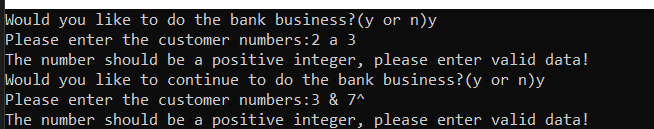 Would you like to do the bank business?(y or n)y
Please enter the customer numbers:2 a 3
The number should be a positive integer, please enter valid data!
Would you like to continue to do the bank business?(y or n)y
Please enter the customer numbers:3 & 7^
The number should be a positive integer, please enter valid data!